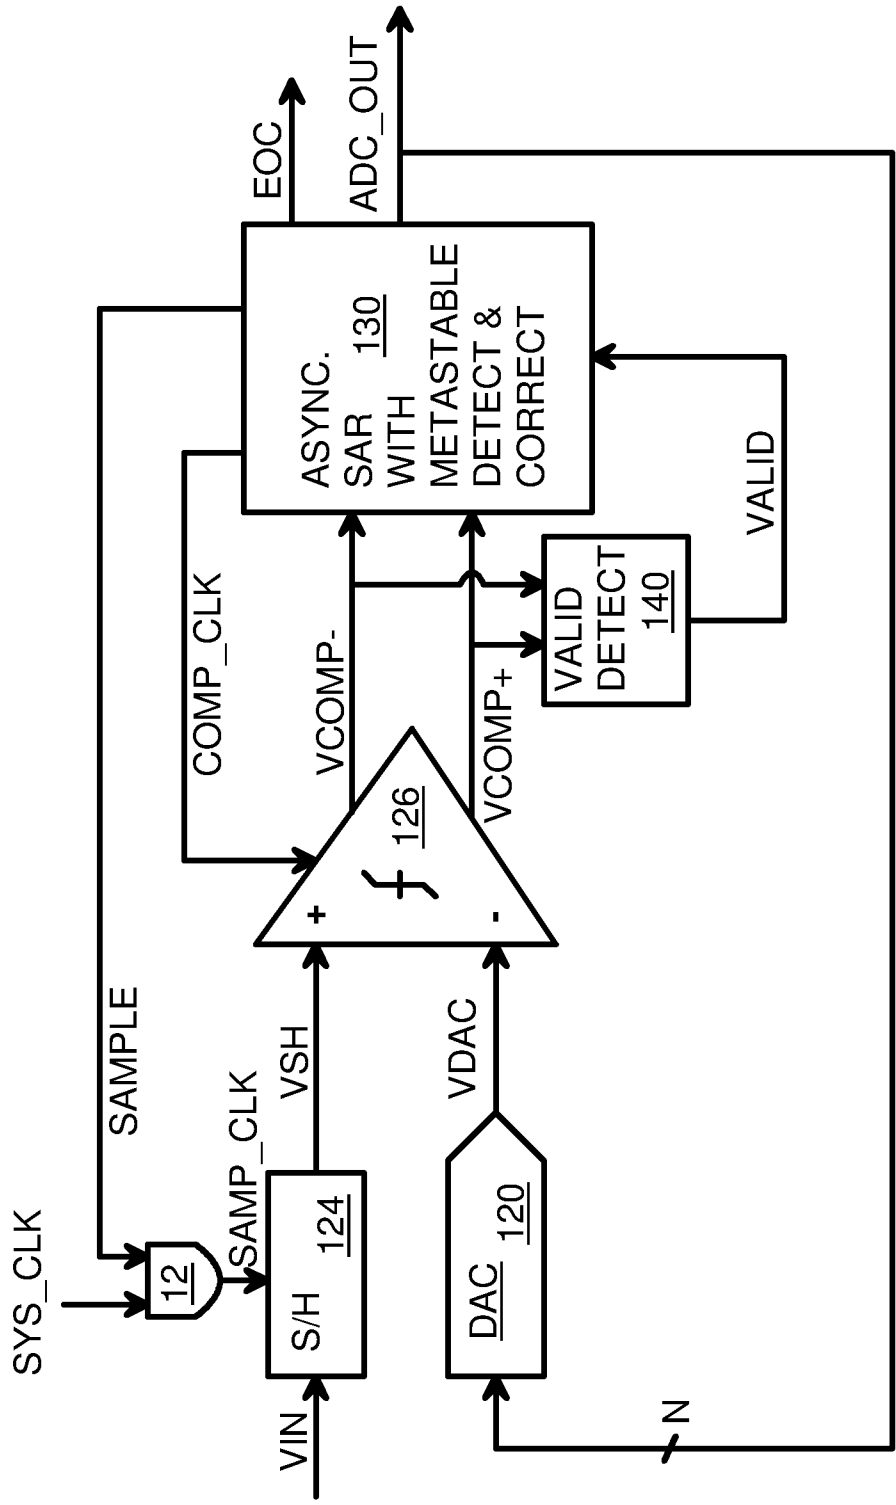 SYS_CLK
SAMPLE
12
SAMP_CLK
VIN
S/H
124
VSH
COMP_CLK
+
-
126
VCOMP-
VCOMP+
DAC
120
VDAC
VALID
DETECT
140
VALID
ASYNC.
SAR 130
WITH
METASTABLE
DETECT &
CORRECT
EOC
ADC_OUT
N